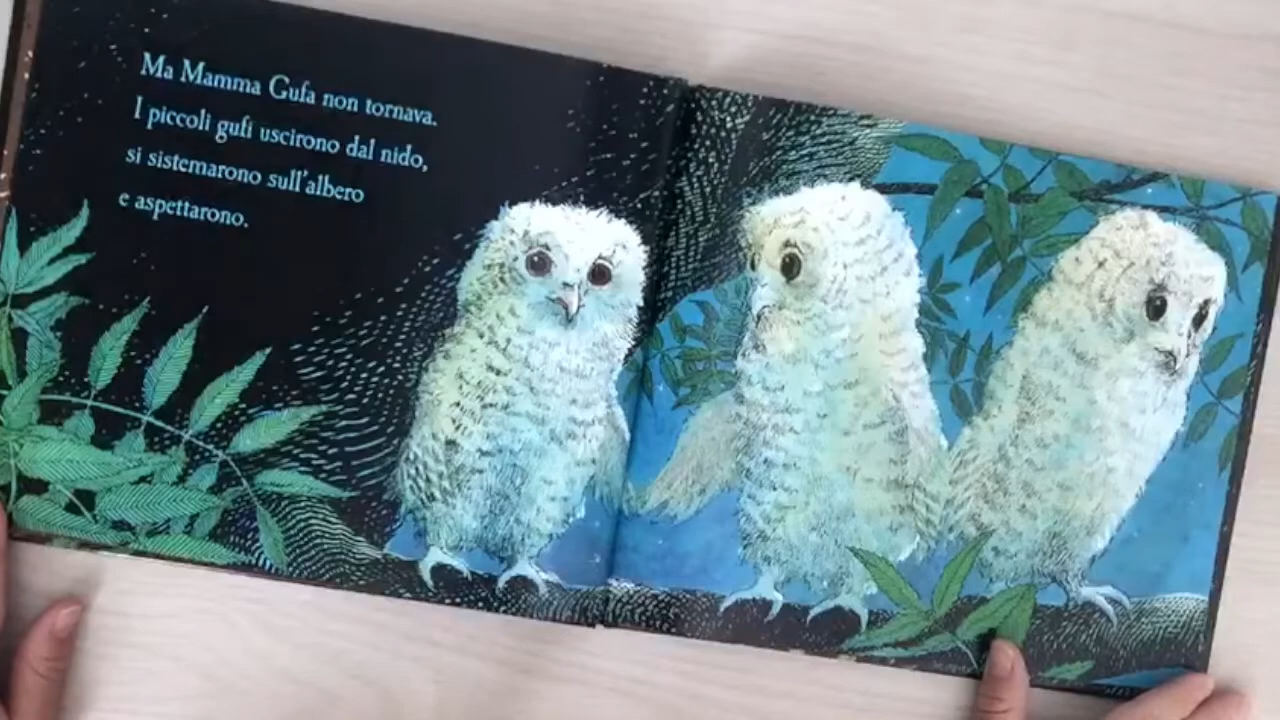 Ma Mamma Gufa non tornava.
I piccoli gufi uscirono dal nido,
si sistemarono sull'albero
e aspettarono.